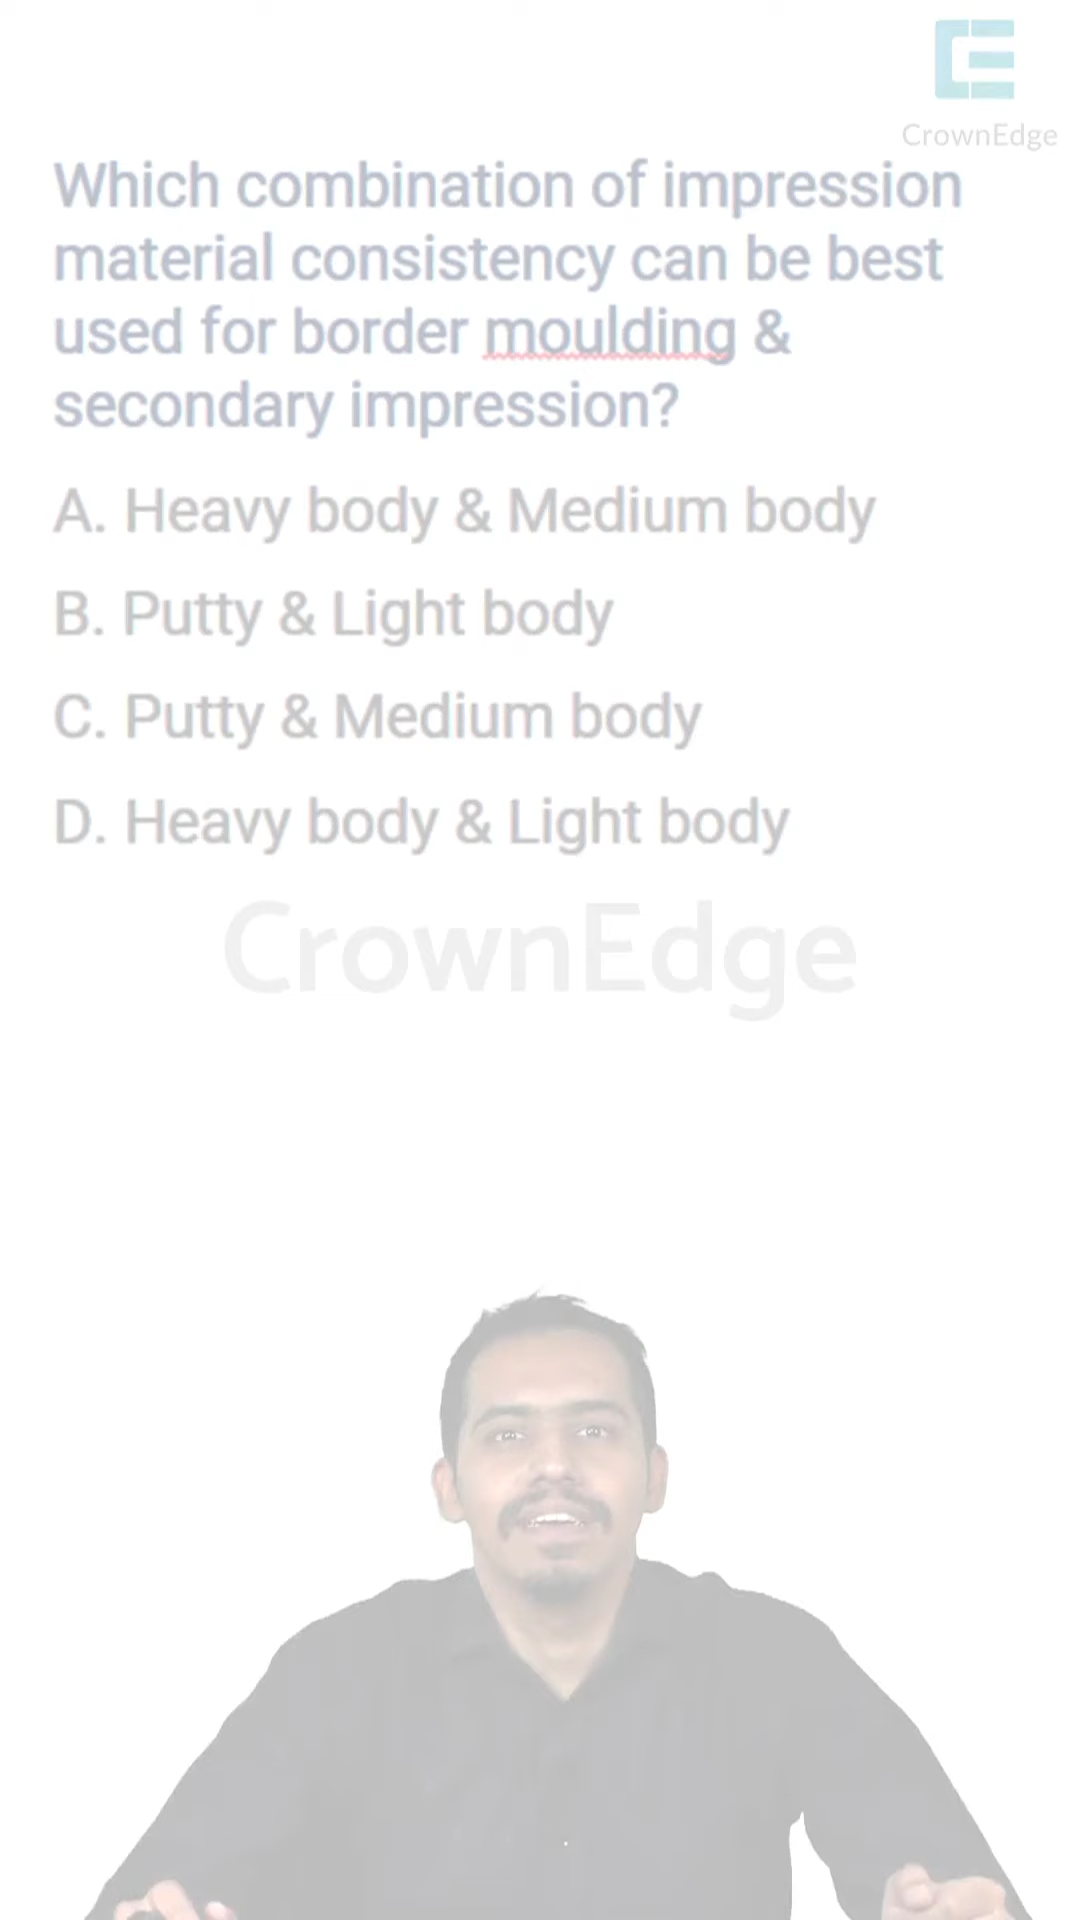 CrownEdge
Which combination of impression
material consistency can be best
used for border moulding &
secondary impression?
A. Heavy body & Medium body
B. Putty & Light body
C. Putty & Medium body
D. Heavy body & Light body
CrownEdge